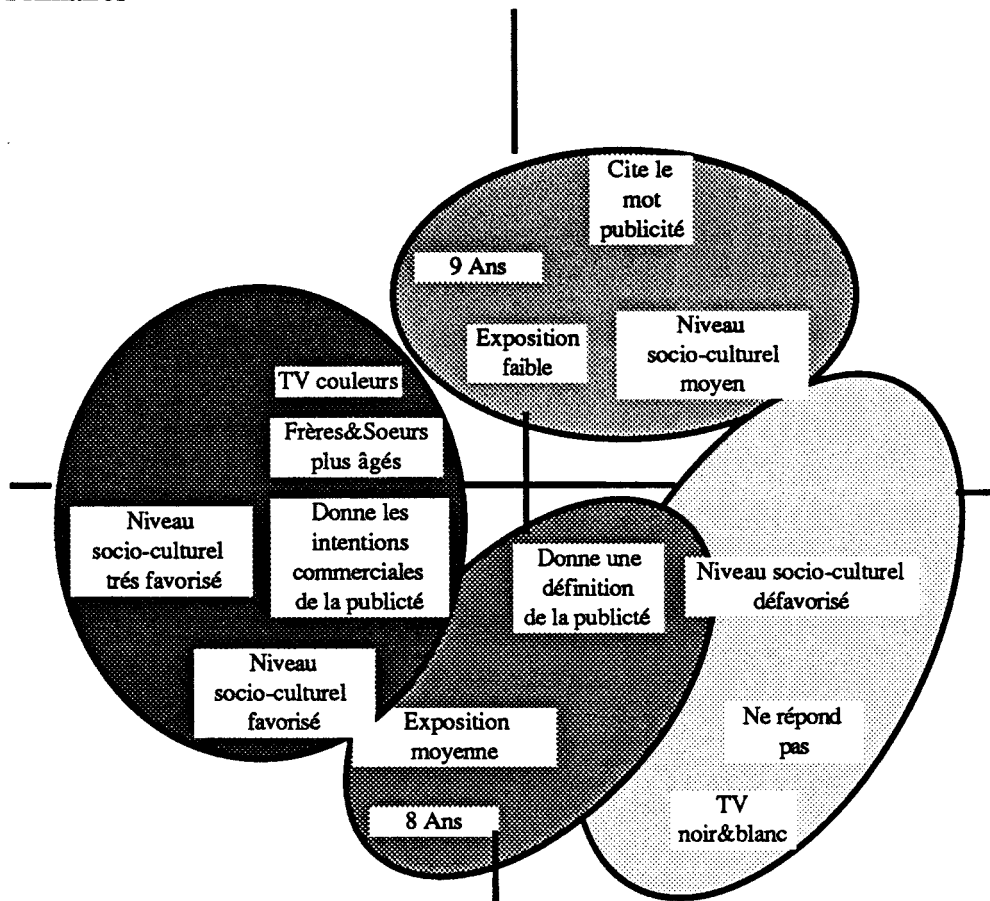 Cite le
mot
publicité
9 Ans
Exposition
faible
Niveau
socio-culturel
moyen
TV couleurs
Frères&Soeurs
plus âgés
Niveau
socio-culturel
trés favorisé
Donne les
intentions
commerciales
de la publicté
Donne une
définition
de la publicté
Niveau socio-culturel
défavorisé
Niveau
socio-culturel
favorisé
Exposition
moyenne
Ne répond
pas
8 Ans
TV
noir&blanc